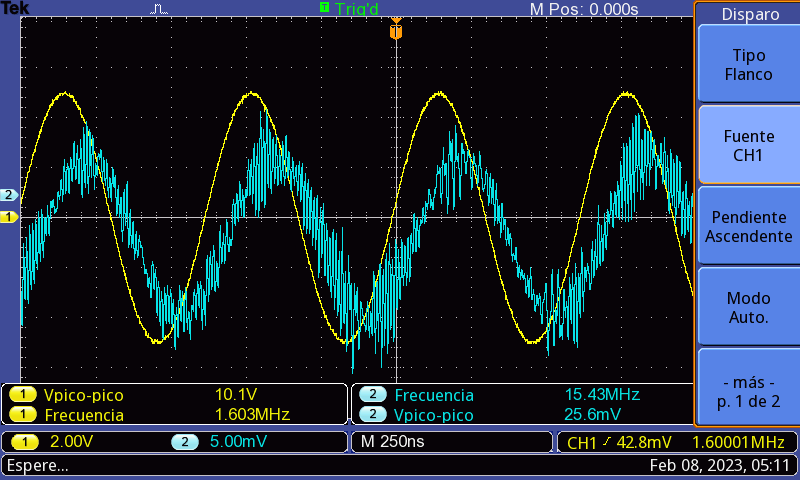 Tek
T Trig'd
M Pos: 0.000s
Disparo
T
Tipo
Flanco
Fuente
CH1
Pendiente
Ascendente
Modo
Auto.
- más -
p. 1 de 2
2
1
1 Vpico-pico 10.1V
1 Frecuencia 1.603MHz
2 Frecuencia 15.43MHz
2 Vpico-pico 25.6mV
1 2.00V 2 5.00mV M 250ns CH1 42.8mV 1.60001MHz
Espere... Feb 08, 2023, 05:11